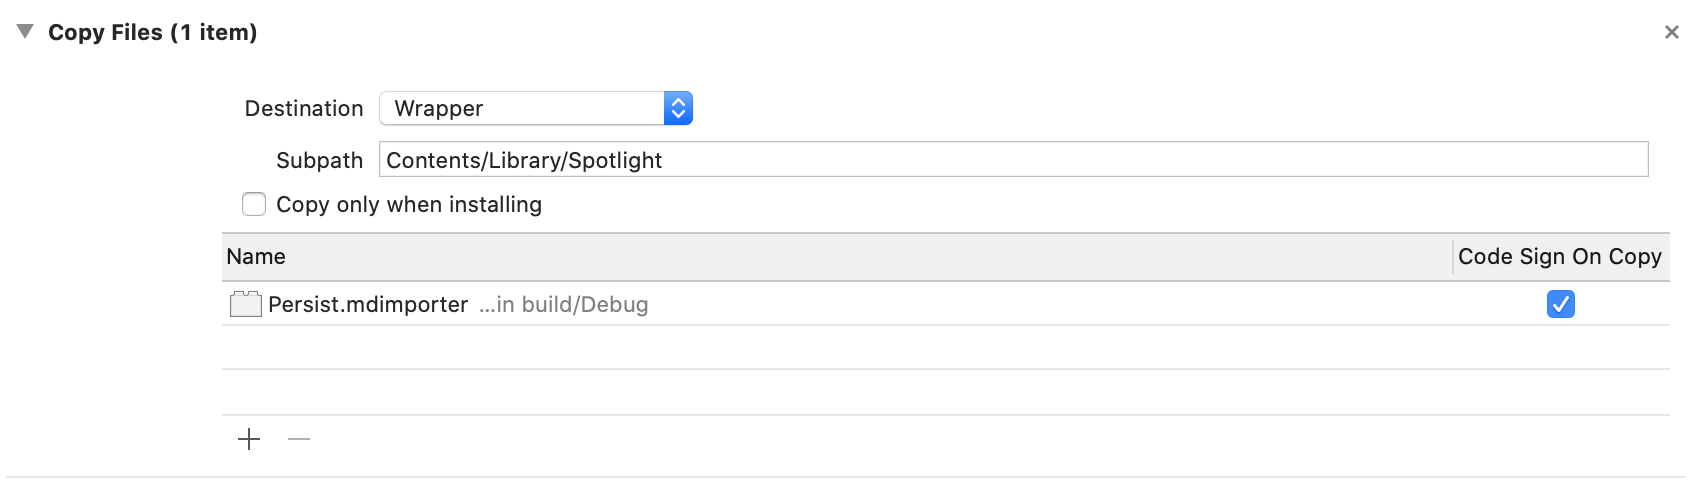 Copy Files (1 item)
Destination Wrapper
Subpath Contents/Library/Spotlight
Copy only when installing
Name Code Sign On Copy
Persist.mdimporter ...in build/Debug